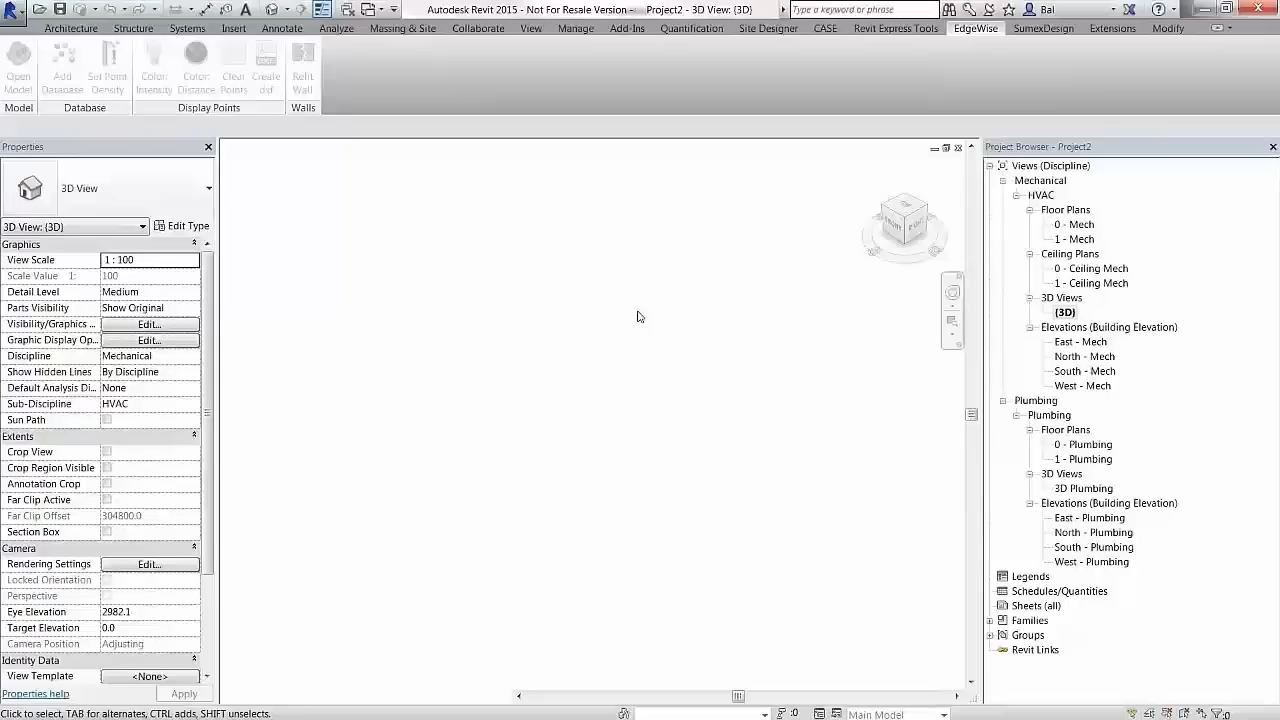 Autodesk Revit 2015 - Not For Resale Version - Project2 - 3D View: {3D}
Type a keyword or phrase
Bal
Architecture Structure Systems Insert Annotate Analyze Massing & Site Collaborate View Manage Add-Ins Quantification Site Designer CASE Revit Express Tools EdgeWise SumexDesign Extensions Modify
Open Model
Add Database
Set Point Density
Color: Intensity
Color: Distance
Clear Points
Create
Refit Wall
Model Database Display Points Walls
Properties
3D View
3D View: {3D} Edit Type
Graphics
View Scale 1 : 100
Scale Value 1: 100
Detail Level Medium
Parts Visibility Show Original
Visibility/Graphics ... Edit...
Graphic Display Op... Edit...
Discipline Mechanical
Show Hidden Lines By Discipline
Default Analysis Di... None
Sub-Discipline HVAC
Sun Path
Extents
Crop View
Crop Region Visible
Annotation Crop
Far Clip Active
Far Clip Offset 304800.0
Section Box
Camera
Rendering Settings Edit...
Locked Orientation
Perspective
Eye Elevation 2982.1
Target Elevation 0.0
Camera Position Adjusting
Identity Data
View Template <None>
Properties help Apply
FRONT
Project Browser - Project2
Views (Discipline)
Mechanical
HVAC
Floor Plans
0 - Mech
1 - Mech
Ceiling Plans
0 - Ceiling Mech
1 - Ceiling Mech
3D Views
{3D}
Elevations (Building Elevation)
East - Mech
North - Mech
South - Mech
West - Mech
Plumbing
Plumbing
Floor Plans
0 - Plumbing
1 - Plumbing
3D Views
3D Plumbing
Elevations (Building Elevation)
East - Plumbing
North - Plumbing
South - Plumbing
West - Plumbing
Legends
Schedules/Quantities
Sheets (all)
Families
Groups
Revit Links
Click to select, TAB for alternates, CTRL adds, SHIFT unselects.
:0
Main Model
:0